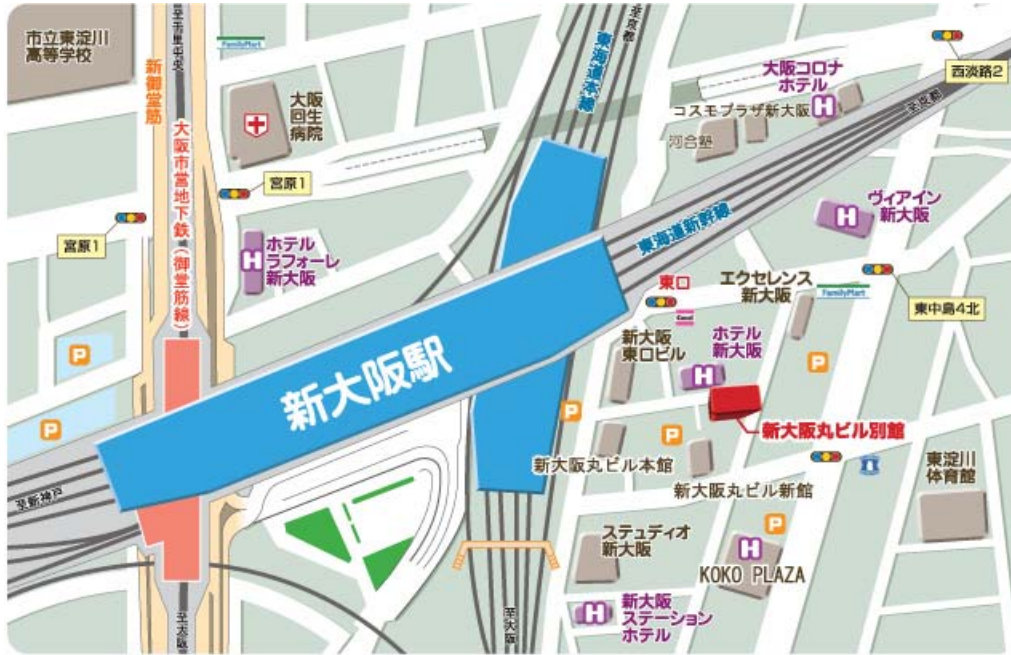 市立東淀川
高等学校
至千里中央
FamilyMart
新御堂筋
大阪
回生
病院
大阪市営地下鉄(御堂筋線)
宮原1
宮原1
ホテル
ラフォーレ
新大阪
東海道本線
至京都
大阪コロナ
ホテル
H
コスモプラザ新大阪
河合塾
西淡路2
至京都
東海道新幹線
ヴィアイン
新大阪
H
H
東口
エクセレンス
新大阪
FamilyMart
東中島4北
新大阪
東口ビル
ホテル
新大阪
H
新大阪駅
P
P
P
P
P
新大阪丸ビル別館
新大阪丸ビル本館
新大阪丸ビル新館
東淀川
体育館
至新神戸
P
ステュディオ
新大阪
H
KOKO PLAZA
H
新大阪
ステーション
ホテル
至大阪
至大阪